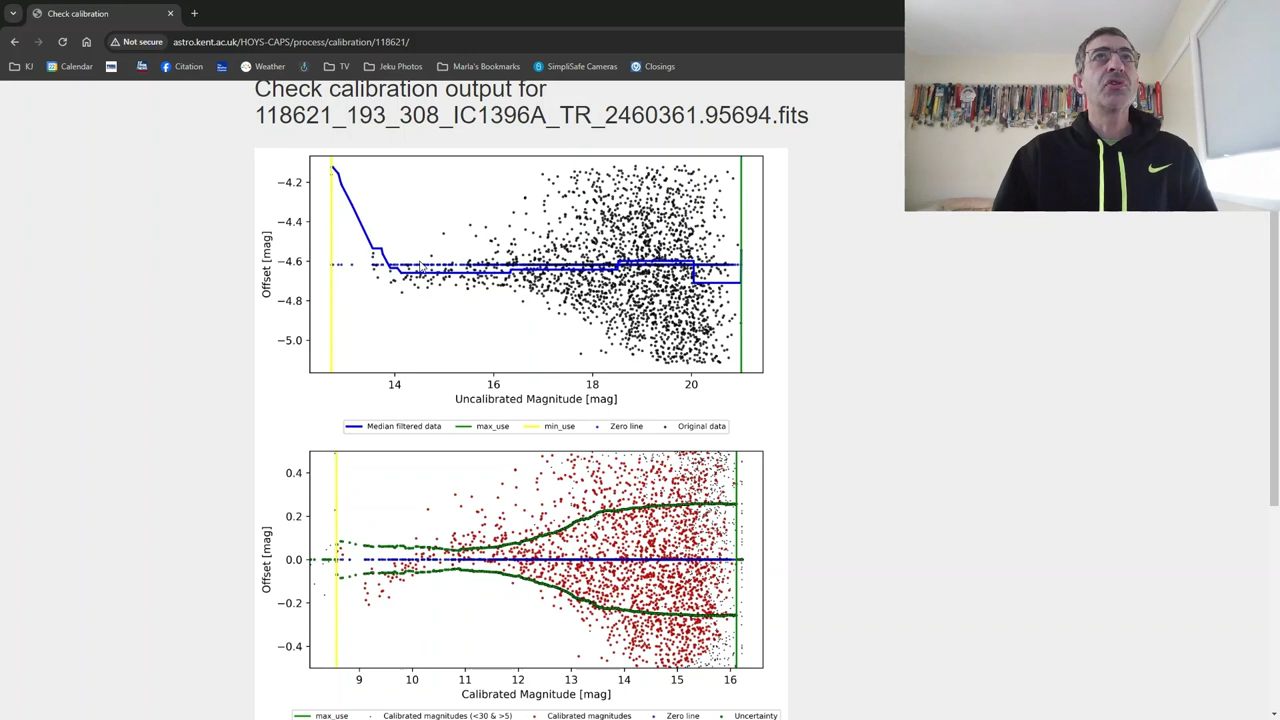 Check calibration
Not secure
astro.kent.ac.uk/HOYS-CAPS/process/calibration/118621/
KJ
Calendar
Citation
Weather
TV
Jeku Photos
Marla's Bookmarks
SimpliSafe Cameras
Closings
Check calibration output for
118621_193_308_IC1396A_TR_2460361.95694.fits
−4.2
−4.4
−4.6
−4.8
−5.0
Offset [mag]
14 16 18 20
Uncalibrated Magnitude [mag]
Median filtered data max_use min_use Zero line Original data
0.4
0.2
0.0
−0.2
−0.4
Offset [mag]
9 10 11 12 13 14 15 16
Calibrated Magnitude [mag]
max_use Calibrated magnitudes (<30 & >5) Calibrated magnitudes Zero line Uncertainty